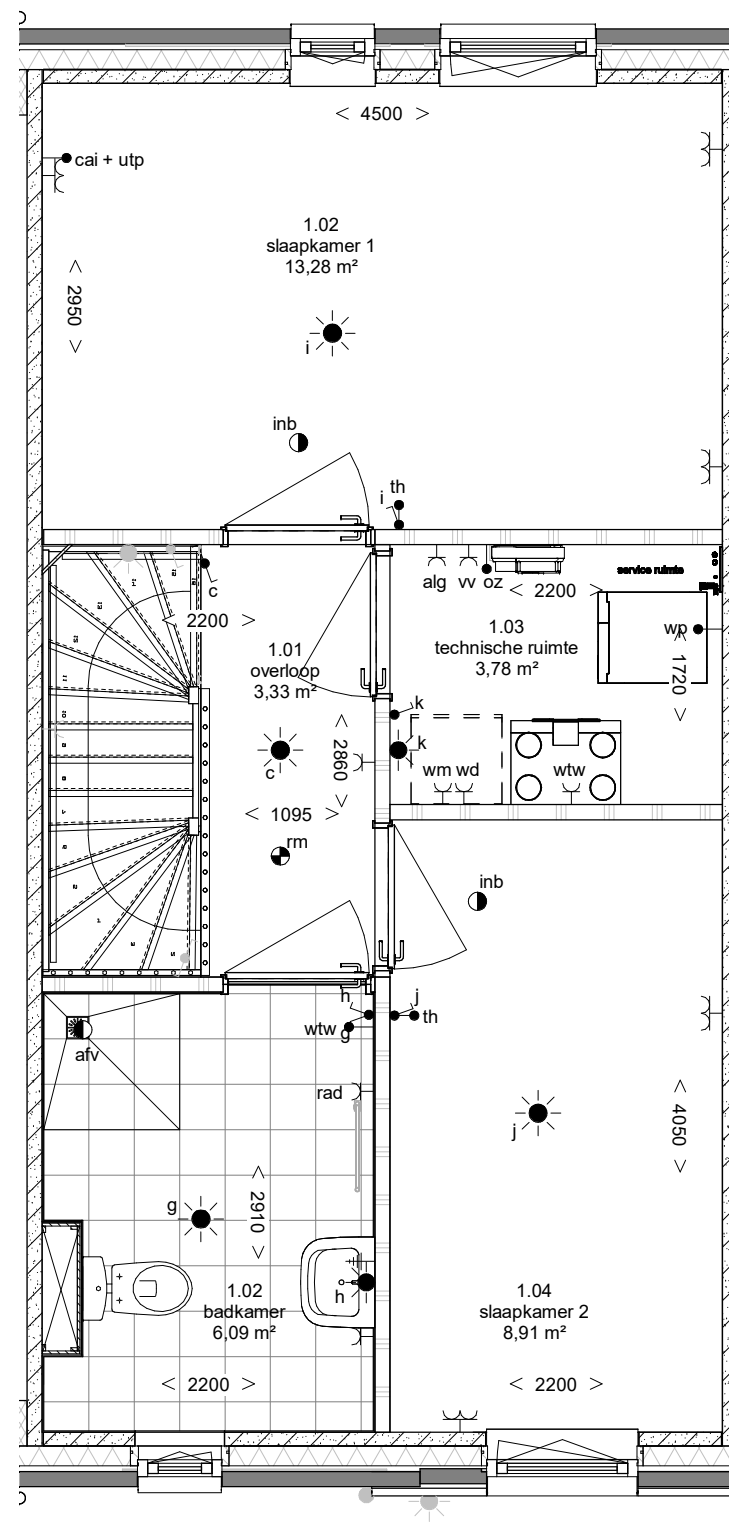 < 4500 >
cai + utp
1.02
slaapkamer 1
13,28 m²
< 2950 >
i
inb
th
i
c
alg
vv
oz
service ruimte
< 2200 >
< 2200 >
1.03
technische ruimte
3,78 m²
wp
< 1720 >
1.01
overloop
3,33 m²
k
k
c
< 2860 >
wm
wd
wtw
< 1095 >
rm
inb
h
j
wtw
g
th
afv
rad
j
< 4050 >
g
< 2910 >
h
1.02
badkamer
6,09 m²
1.04
slaapkamer 2
8,91 m²
< 2200 >
< 2200 >